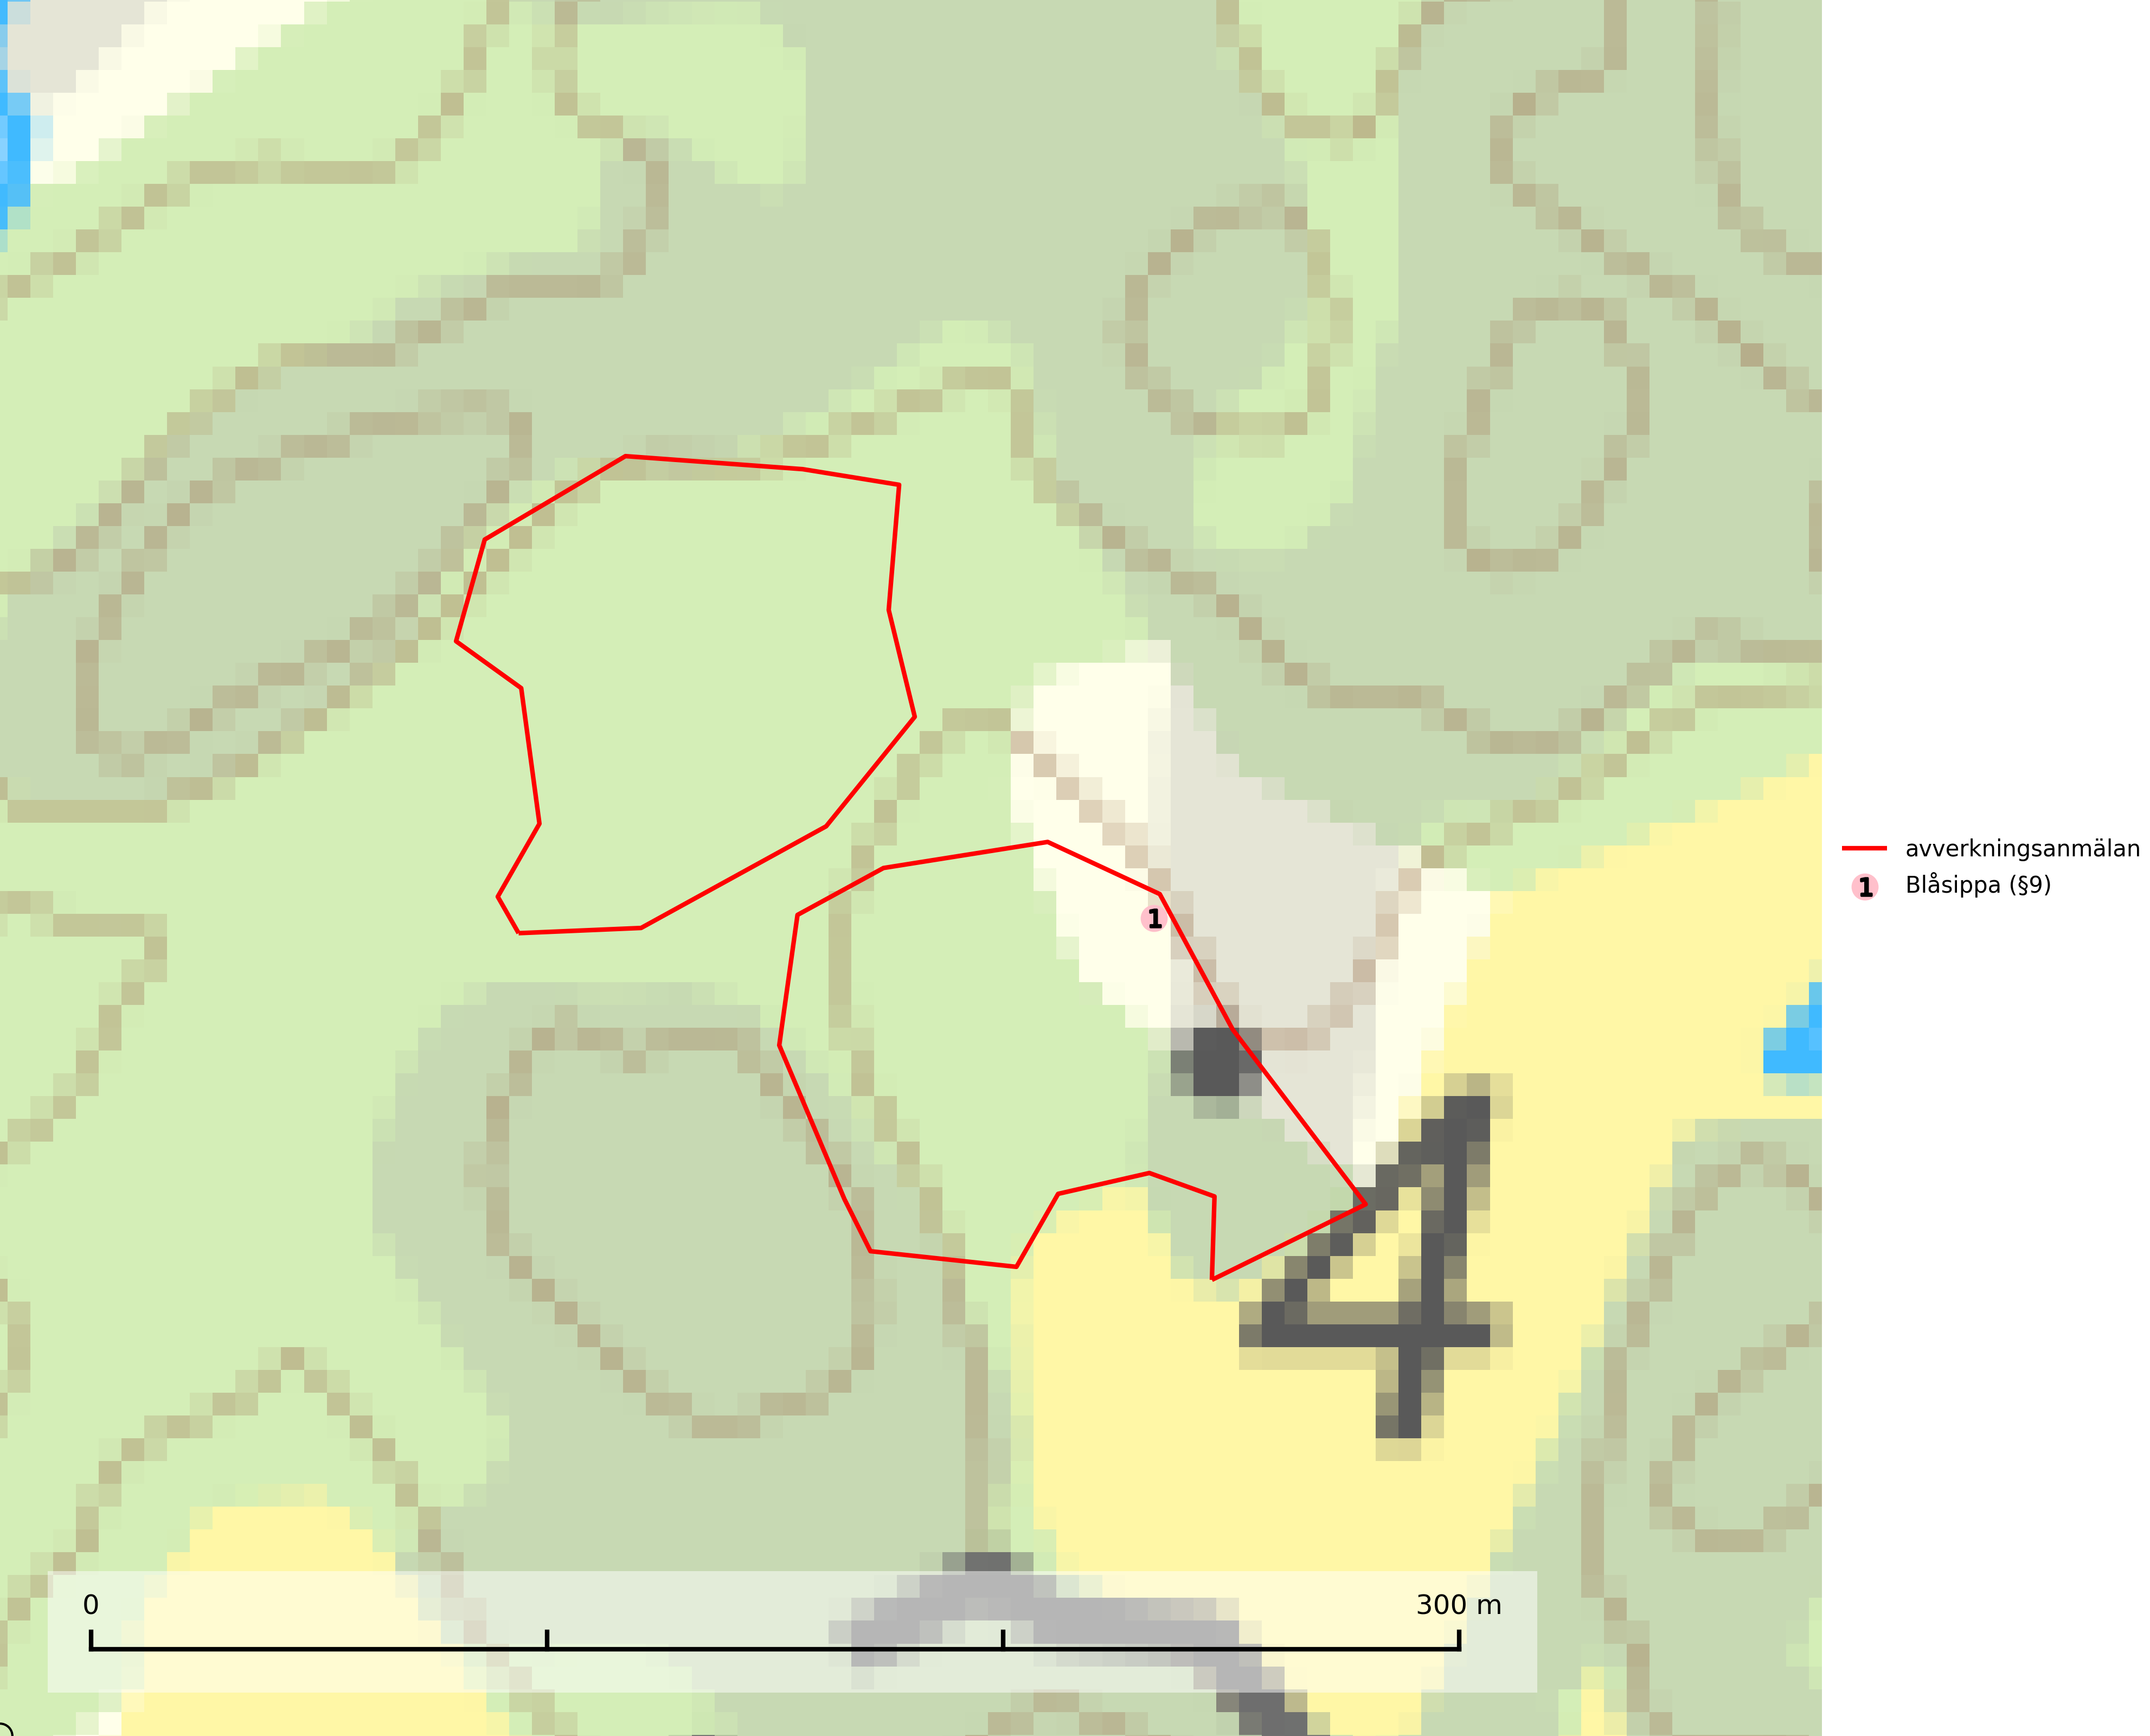 1
4
0
300 m
avverkningsanmälan
1 Blåsippa (§9)